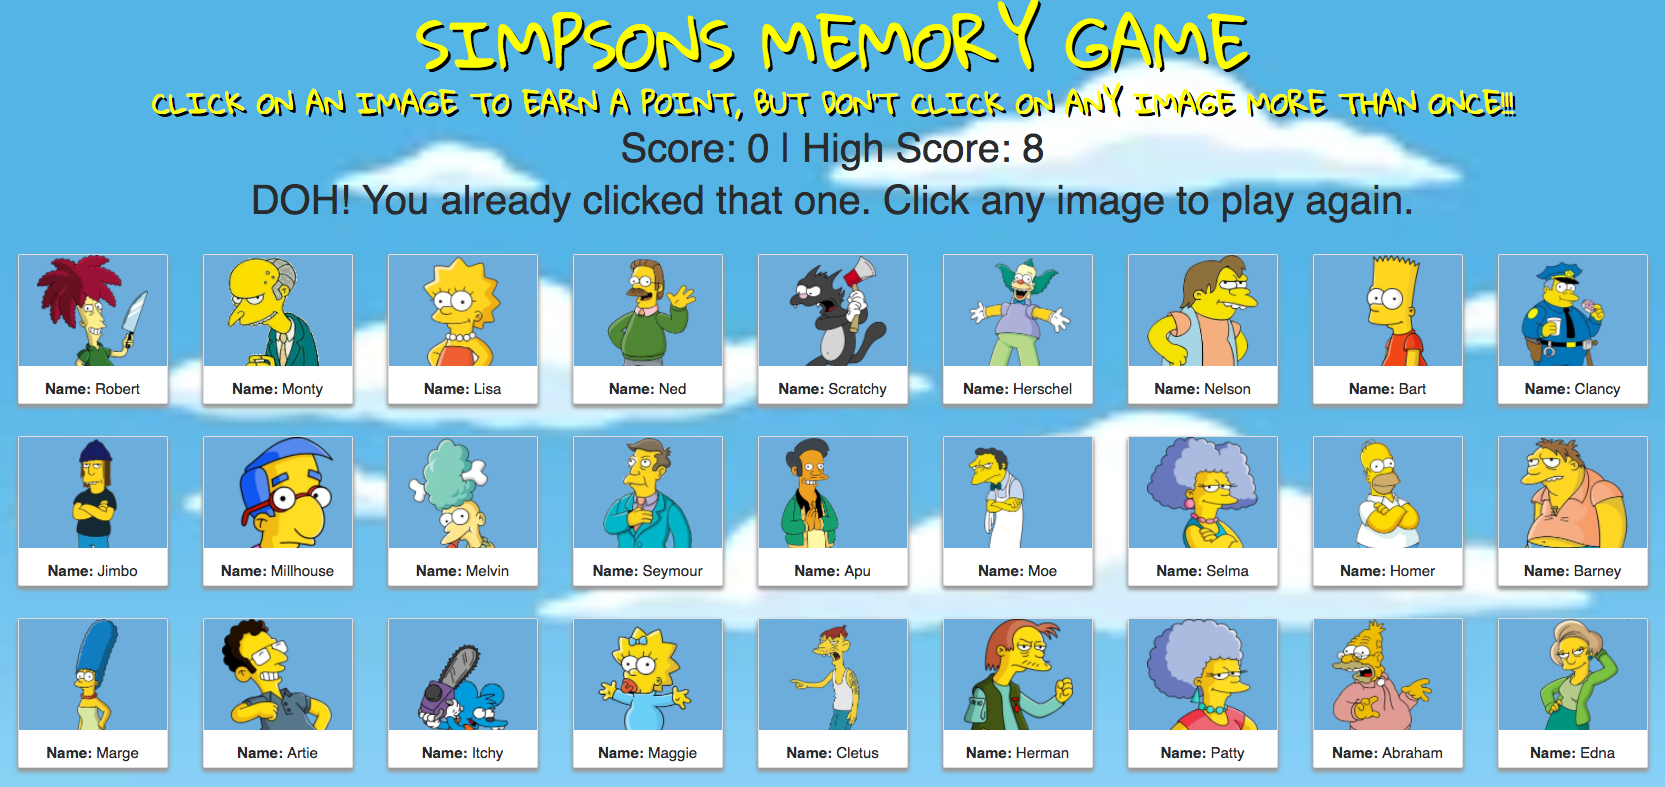 SIMPSONS MEMORY GAME
CLICK ON AN IMAGE TO EARN A POINT, BUT DON'T CLICK ON ANY IMAGE MORE THAN ONCE!!!
Score: 0 | High Score: 8
DOH! You already clicked that one. Click any image to play again.
Name: Robert
Name: Monty
Name: Lisa
Name: Ned
Name: Scratchy
Name: Herschel
Name: Nelson
Name: Bart
Name: Clancy
Name: Jimbo
Name: Millhouse
Name: Melvin
Name: Seymour
Name: Apu
Name: Moe
Name: Selma
Name: Homer
Name: Barney
Name: Marge
Name: Artie
Name: Itchy
Name: Maggie
Name: Cletus
Name: Herman
Name: Patty
Name: Abraham
Name: Edna